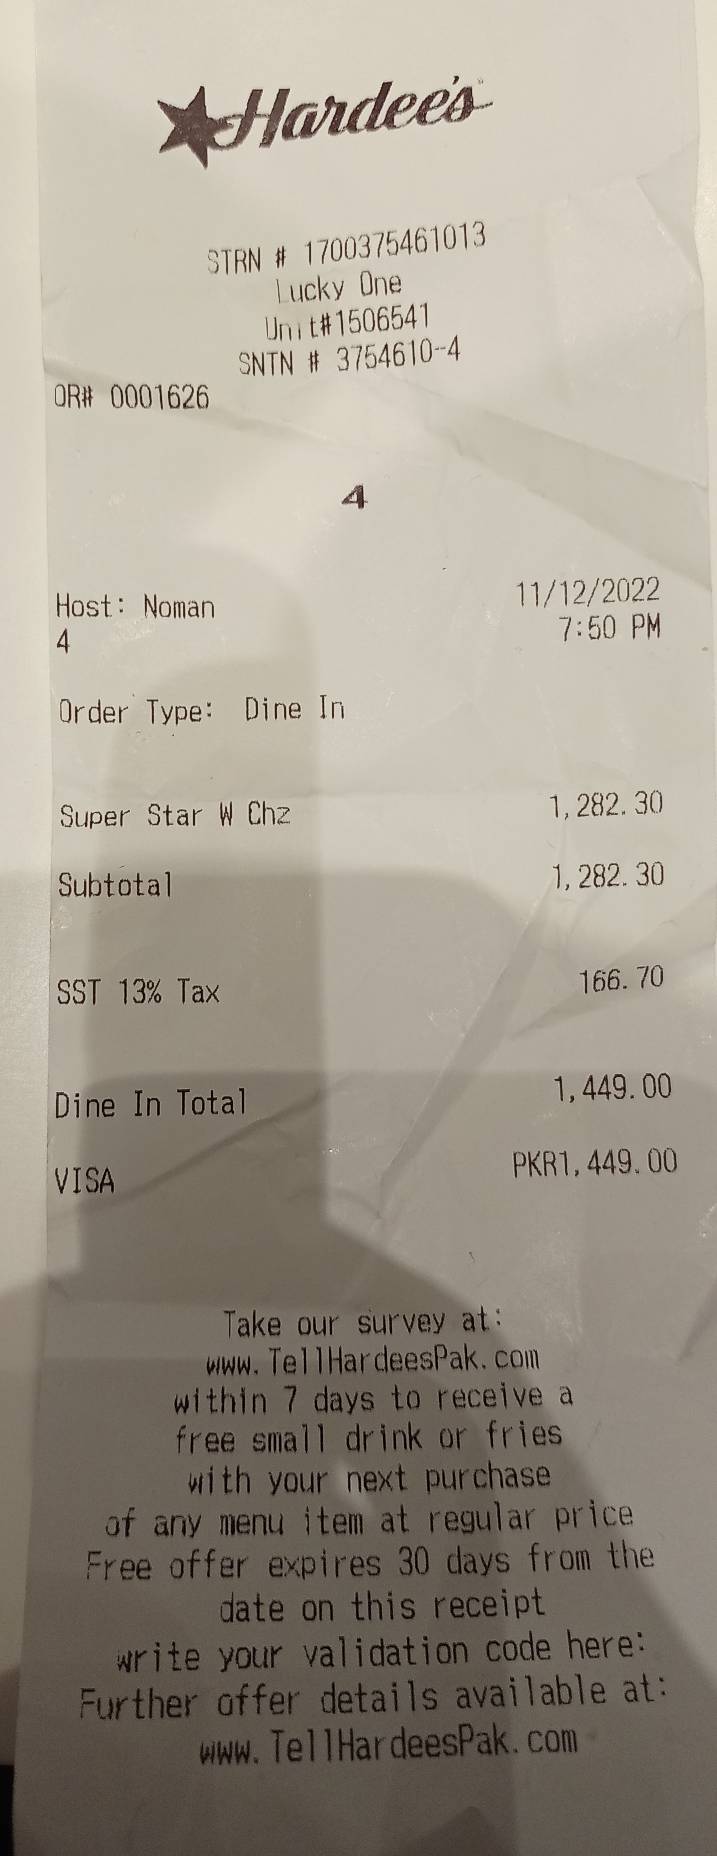 Hardee's
STRN # 1700375461013
Lucky One
Unit#1506541
SNTN # 3754610-4
OR# 0001626
4
Host: Noman 11/12/2022
4 7:50 PM
Order Type: Dine In
Super Star W Chz 1,282.30
Subtotal 1,282.30
SST 13% Tax 166.70
Dine In Total 1,449.00
VISA PKR1,449.00
Take our survey at:
www.TellHardeesPak.com
within 7 days to receive a
free small drink or fries
with your next purchase
of any menu item at regular price
Free offer expires 30 days from the
date on this receipt
write your validation code here:
Further offer details available at:
www.TellHardeesPak.com